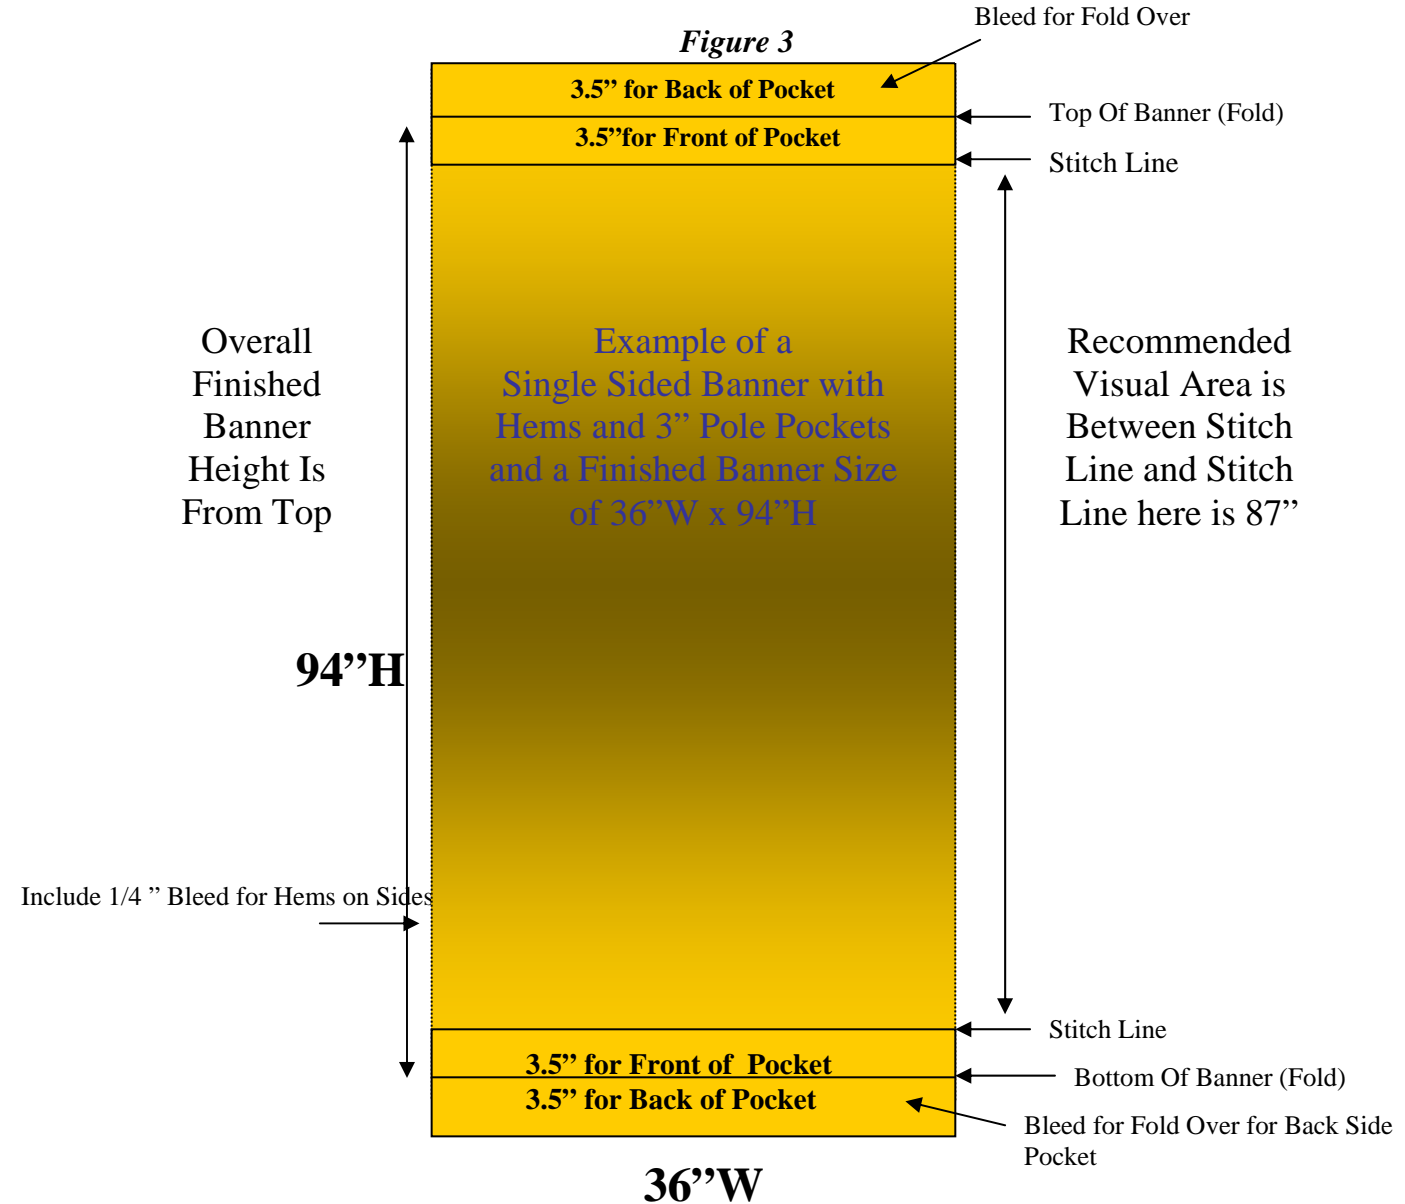 Bleed for Fold Over
Figure 3
3.5” for Back of Pocket
Top Of Banner (Fold)
3.5”for Front of Pocket
Stitch Line
Overall
Finished
Banner
Height Is
From Top
Example of a
Single Sided Banner with
Hems and 3” Pole Pockets
and a Finished Banner Size
of 36”W x 94”H
Recommended
Visual Area is
Between Stitch
Line and Stitch
Line here is 87”
94”H
Include 1/4 ” Bleed for Hems on Sides
Stitch Line
3.5” for Front of  Pocket
Bottom Of Banner (Fold)
3.5” for Back of Pocket
Bleed for Fold Over for Back Side
Pocket
36”W